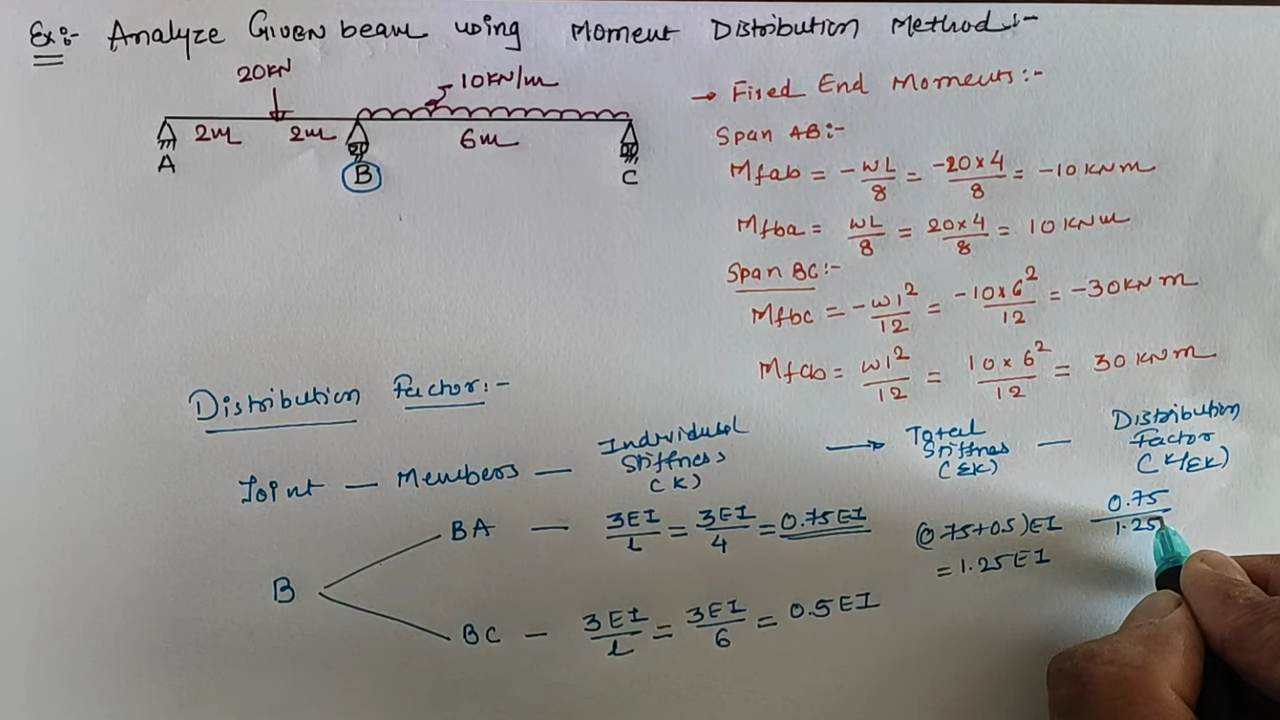 Ex:- Analyze Given beam using Moment Distribution Method:-
20KN
10KN/m
2m 2m 6m
A B C
→ Fixed End Moments:-
Span AB:-
Mfab = -WL/8 = -20×4/8 = -10 KNm
Mfba = WL/8 = 20×4/8 = 10 KNm
Span BC:-
Mfbc = -wl²/12 = -10×6²/12 = -30KNm
Mfcb = wl²/12 = 10×6²/12 = 30 KNm
Distribution Factor:-
Joint — Members — Individual Stiffness (K) → Total Stiffness (ΣK) — Distribution Factor (K/ΣK)
BA — 3EI/L = 3EI/4 = 0.75EI (0.75+0.5)EI 0.75/1.25
= 1.25EI
B
BC — 3EI/L = 3EI/6 = 0.5EI